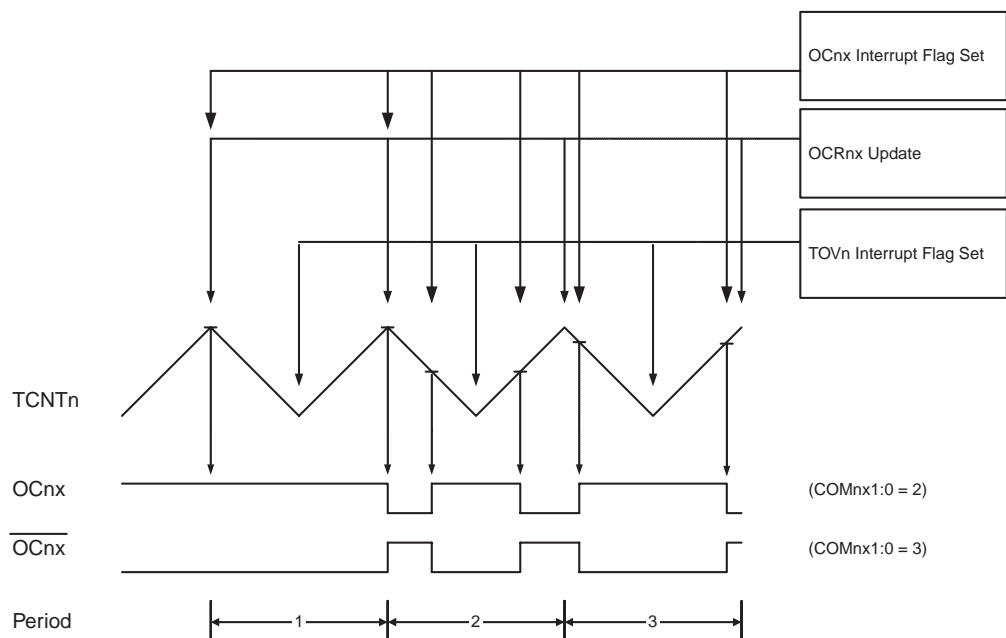 OCnx Interrupt Flag Set
OCRnx Update
TOVn Interrupt Flag Set
TCNTn
OCnx
(COMnx1:0 = 2)
OCnx
(COMnx1:0 = 3)
Period
1
2
3